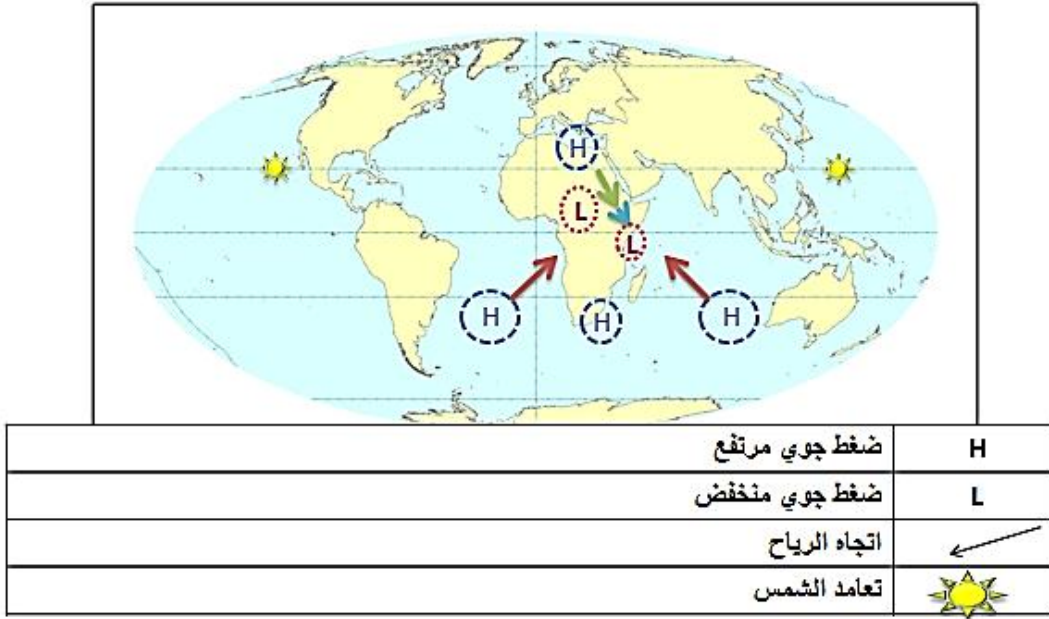 H
L
L
H
H
H
H ضغط جوي مرتفع
L ضغط جوي منخفض
اتجاه الرياح
تعامد الشمس